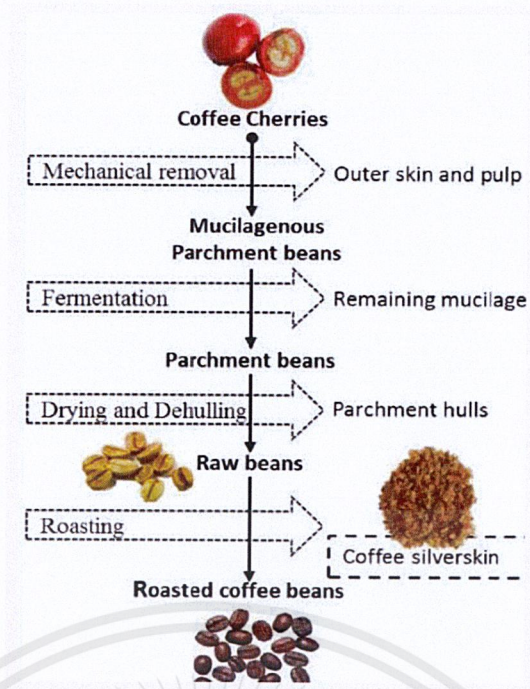 Coffee Cherries
Mechanical removal
Outer skin and pulp
Mucilagenous
Parchment beans
Fermentation
Remaining mucilage
Parchment beans
Drying and Dehulling
Parchment hulls
Raw beans
Roasting
Coffee silverskin
Roasted coffee beans